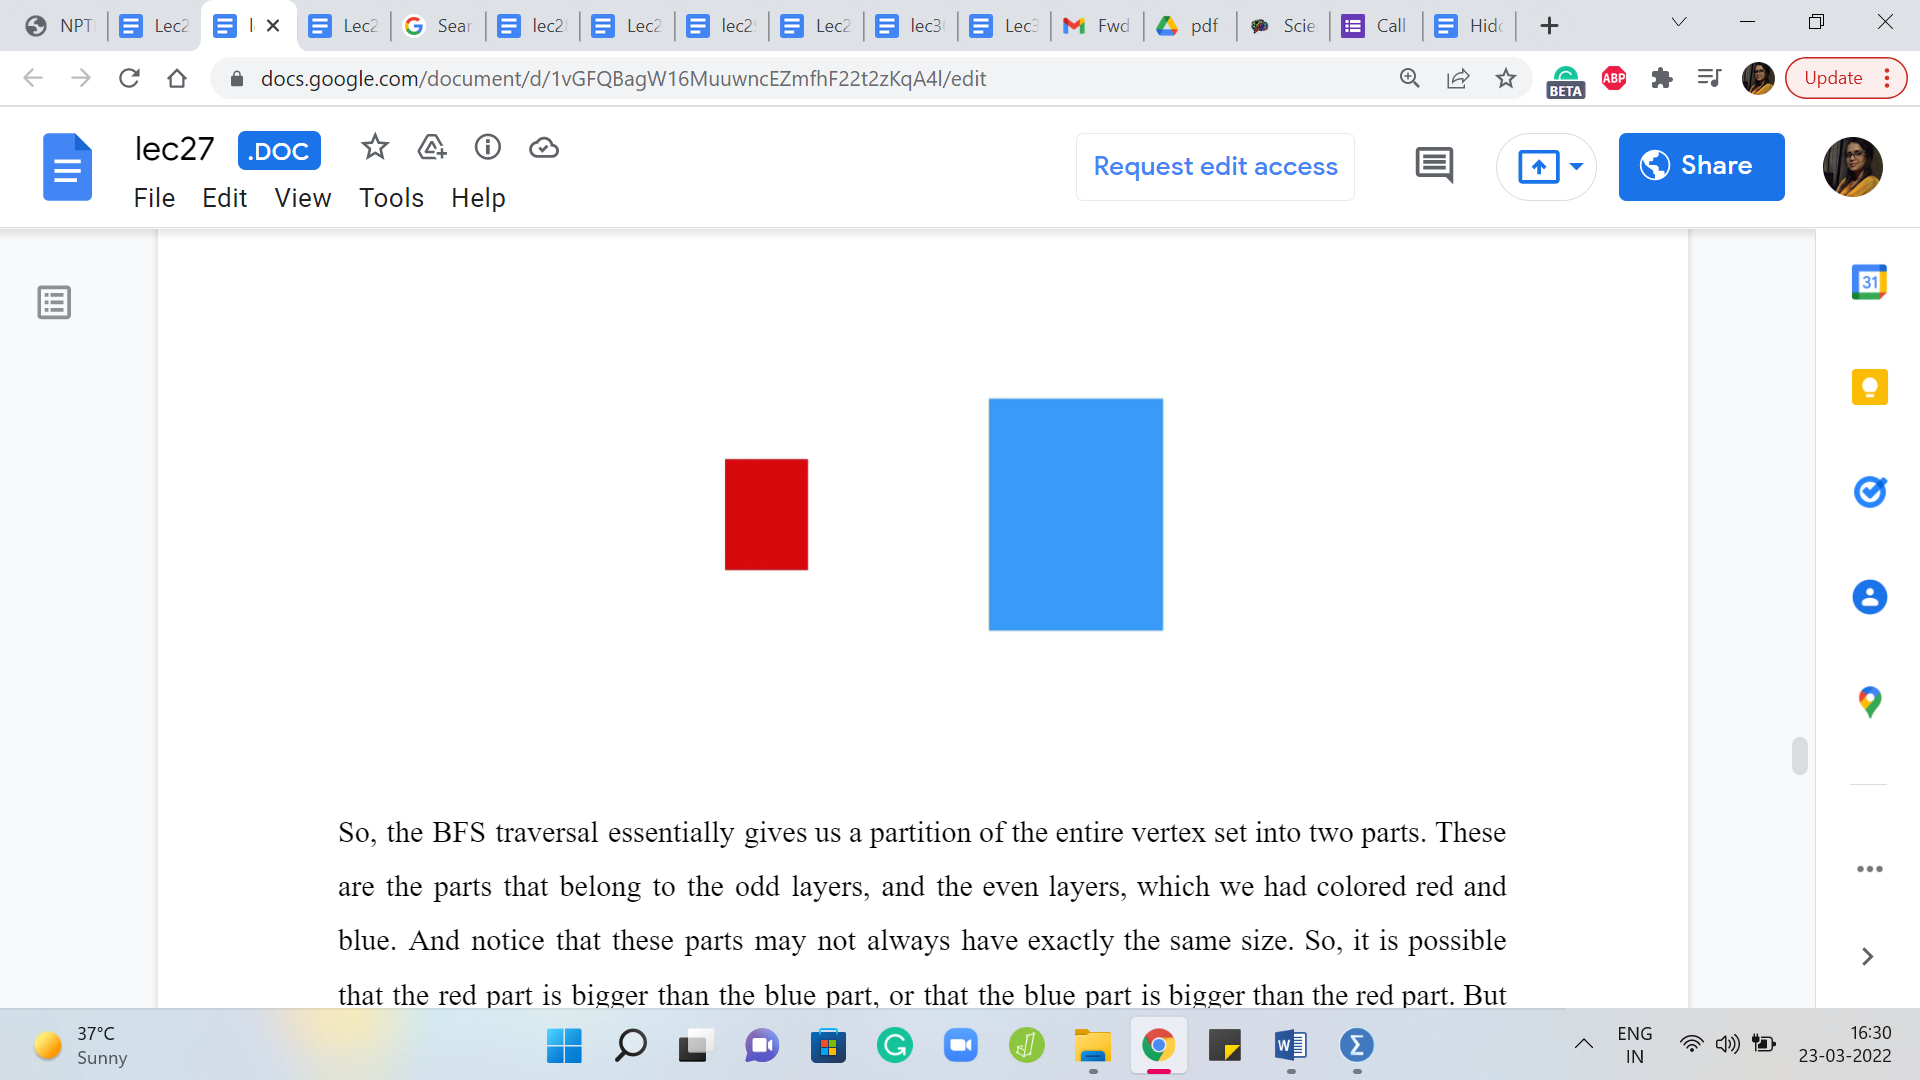 NPT
Lec2
l
Lec2
Sear
lec2
Lec2
lec2
Lec2
lec3
Lec3
Fwd
pdf
Scie
Call
Hid
docs.google.com/document/d/1vGFQBagW16MuuwncEZmfhF22t2zKqA4l/edit
BETA
ABP
Update
lec27 .DOC
Request edit access
Share
File Edit View Tools Help
31
So, the BFS traversal essentially gives us a partition of the entire vertex set into two parts. These
are the parts that belong to the odd layers, and the even layers, which we had colored red and
blue. And notice that these parts may not always have exactly the same size. So, it is possible
that the red part is bigger than the blue part, or that the blue part is bigger than the red part. But
37°C
Sunny
ENG
IN
16:30
23-03-2022